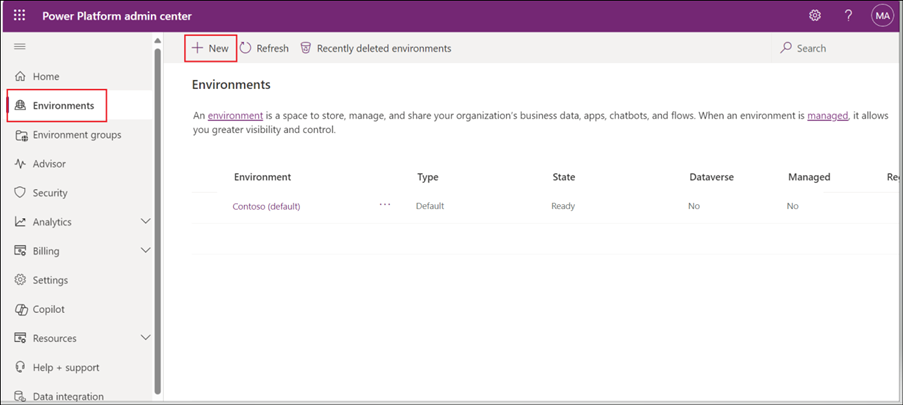 Power Platform admin center
? MA
New Refresh Recently deleted environments Search
Home
Environments
Environment groups
Advisor
Security
Analytics
Billing
Settings
Copilot
Resources
Help + support
Data integration
Environments
An environment is a space to store, manage, and share your organization's business data, apps, chatbots, and flows. When an environment is managed, it allows
you greater visibility and control.
Environment Type State Dataverse Managed Re
Contoso (default) ... Default Ready No No